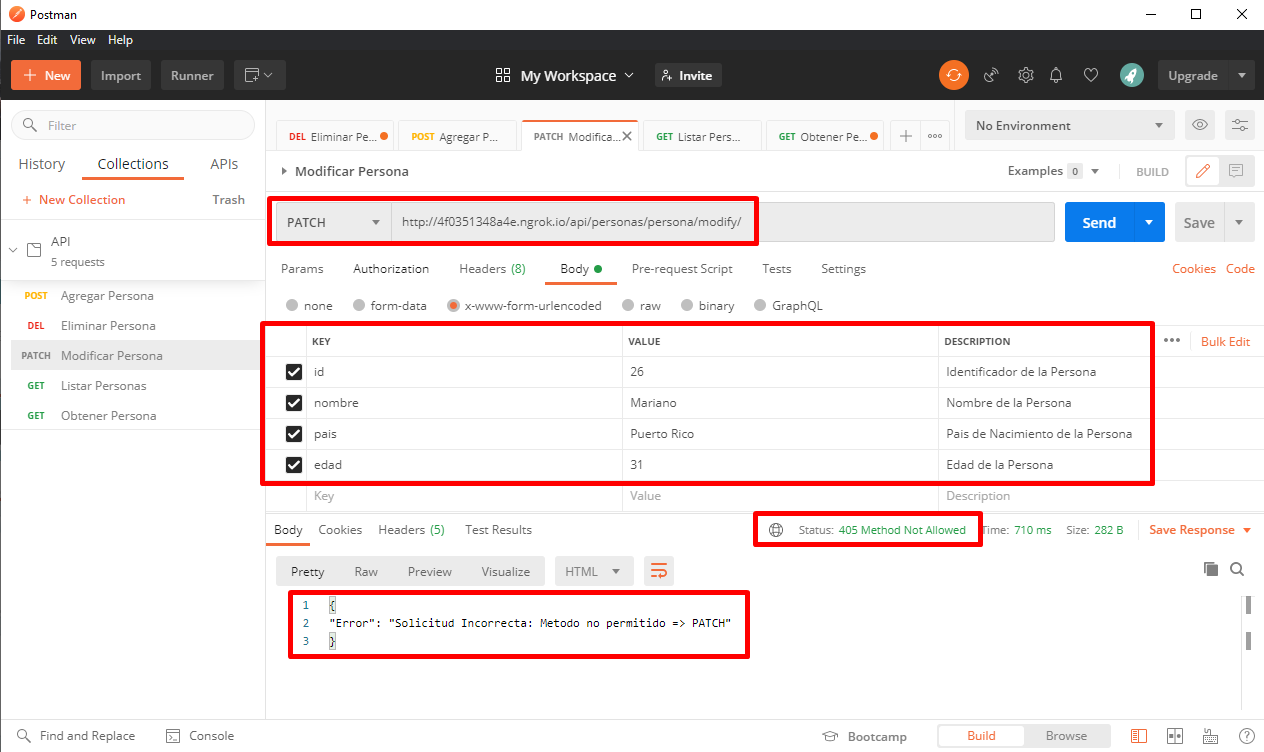 Postman
File Edit View Help
New Import Runner My Workspace Invite Upgrade
Filter
History Collections APIs
+ New Collection Trash
API
5 requests
POST Agregar Persona
DEL Eliminar Persona
PATCH Modificar Persona
GET Listar Personas
GET Obtener Persona
DEL Eliminar Pe... POST Agregar P... PATCH Modifica... GET Listar Pers... GET Obtener Pe... No Environment
Modificar Persona Examples 0 BUILD
PATCH http://4f0351348a4e.ngrok.io/api/personas/persona/modify/ Send Save
Params Authorization Headers (8) Body Pre-request Script Tests Settings Cookies Code
none form-data x-www-form-urlencoded raw binary GraphQL
KEY VALUE DESCRIPTION Bulk Edit
id 26 Identificador de la Persona
nombre Mariano Nombre de la Persona
pais Puerto Rico Pais de Nacimiento de la Persona
edad 31 Edad de la Persona
Key Value Description
Body Cookies Headers (5) Test Results Status: 405 Method Not Allowed Time: 710 ms Size: 282 B Save Response
Pretty Raw Preview Visualize HTML
1 {
2 "Error": "Solicitud Incorrecta: Metodo no permitido => PATCH"
3 }
Find and Replace Console Bootcamp Build Browse